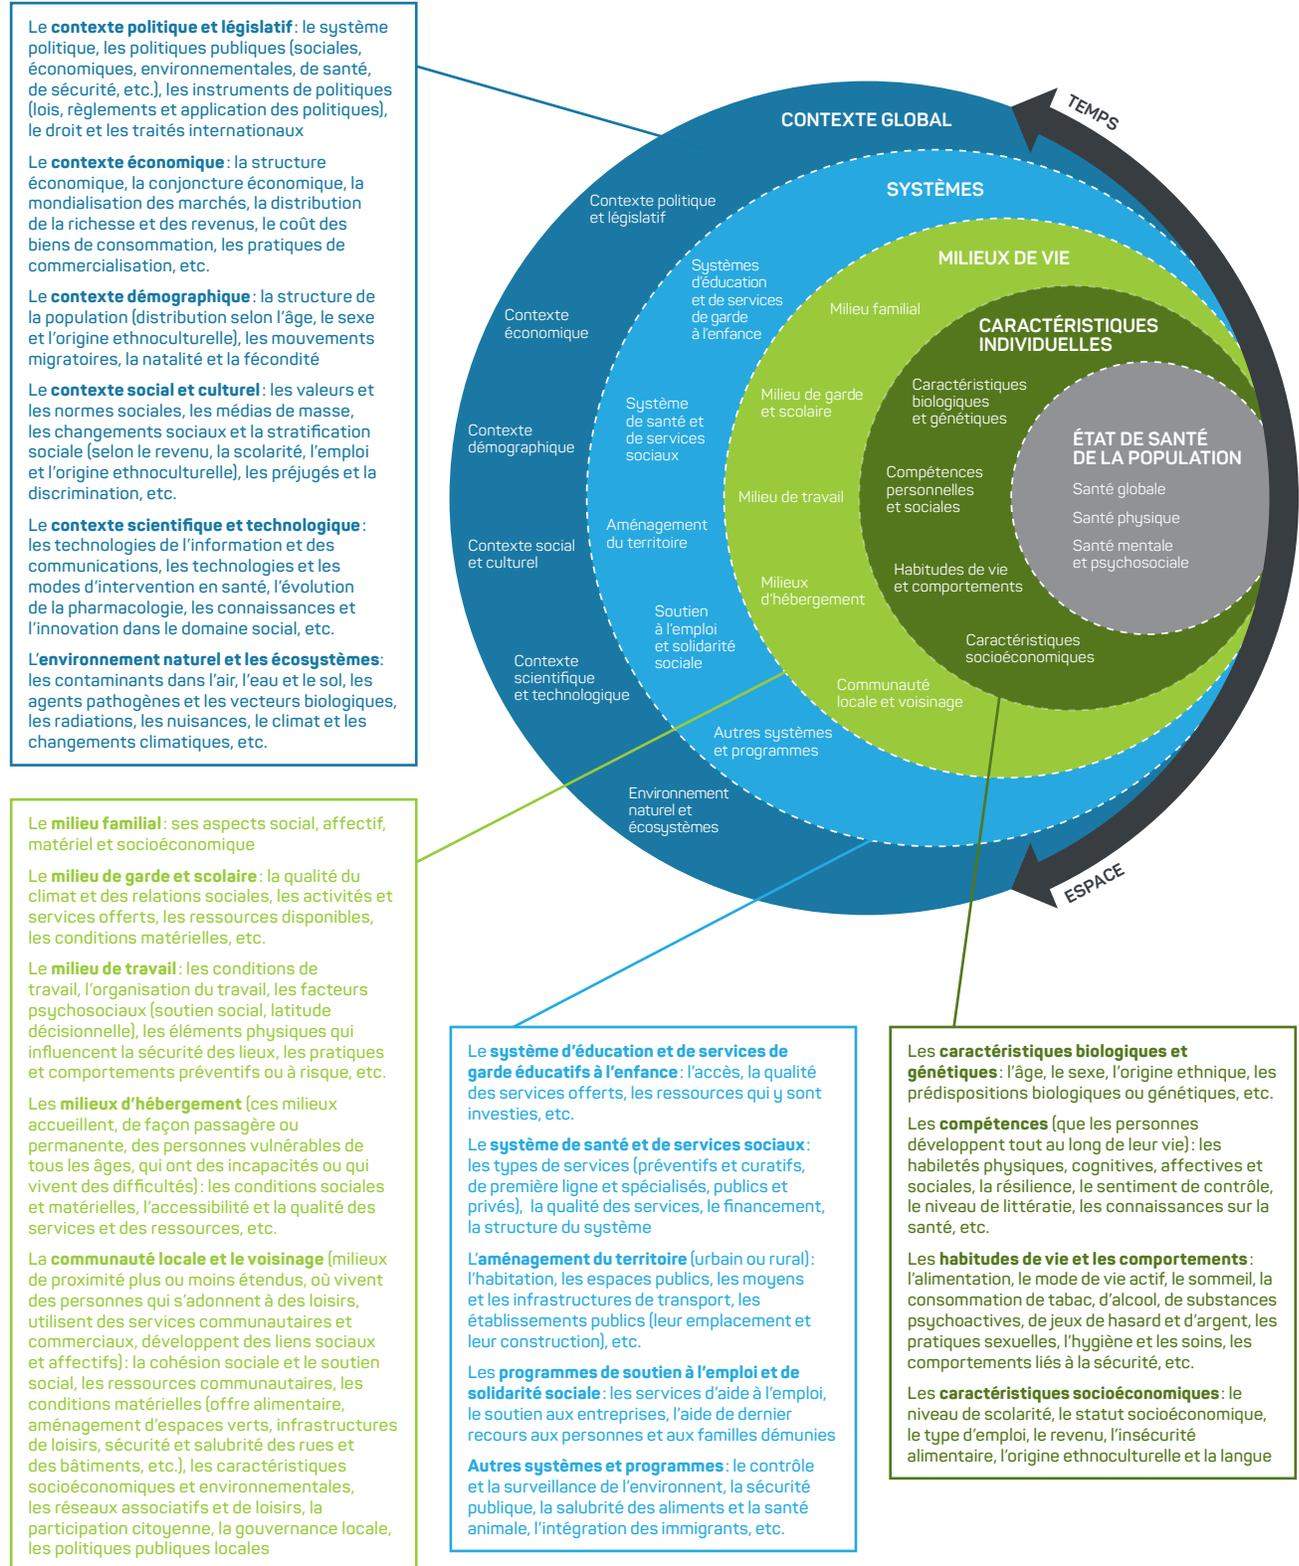 Le contexte politique et législatif : le système
politique, les politiques publiques (sociales,
économiques, environnementales, de santé,
de sécurité, etc.), les instruments de politiques
(lois, règlements et application des politiques),
le droit et les traités internationaux
Le contexte économique : la structure
économique, la conjoncture économique, la
mondialisation des marchés, la distribution
de la richesse et des revenus, le coût des
biens de consommation, les pratiques de
commercialisation, etc.
Le contexte démographique : la structure de
la population (distribution selon l'âge, le sexe
et l'origine ethnoculturelle), les mouvements
migratoires, la natalité et la fécondité
Le contexte social et culturel : les valeurs et
les normes sociales, les médias de masse,
les changements sociaux et la stratification
sociale (selon le revenu, la scolarité, l'emploi
et l'origine ethnoculturelle), les préjugés et la
discrimination, etc.
Le contexte scientifique et technologique :
les technologies de l'information et des
communications, les technologies et les
modes d'intervention en santé, l'évolution
de la pharmacologie, les connaissances et
l'innovation dans le domaine social, etc.
L'environnement naturel et les écosystèmes:
les contaminants dans l'air, l'eau et le sol, les
agents pathogènes et les vecteurs biologiques,
les radiations, les nuisances, le climat et les
changements climatiques, etc.
TEMPS
CONTEXTE GLOBAL
Contexte politique
et législatif
Contexte
économique
Contexte
démographique
Contexte social
et culturel
Contexte
scientifique
et technologique
Environnement
naturel et
écosystèmes
SYSTÈMES
Systèmes
d'éducation
et de services
de garde
à l'enfance
Système
de santé et
de services
sociaux
Aménagement
du territoire
Soutien
à l'emploi
et solidarité
sociale
Autres systèmes
et programmes
MILIEUX DE VIE
Milieu familial
Milieu de garde
et scolaire
Milieu de travail
Milieux
d'hébergement
Communauté
locale et voisinage
CARACTÉRISTIQUES
INDIVIDUELLES
Caractéristiques
biologiques
et génétiques
Compétences
personnelles
et sociales
Habitudes de vie
et comportements
Caractéristiques
socioéconomiques
ÉTAT DE SANTÉ
DE LA POPULATION
Santé globale
Santé physique
Santé mentale
et psychosociale
ESPACE
Le milieu familial : ses aspects social, affectif,
matériel et socioéconomique
Le milieu de garde et scolaire : la qualité du
climat et des relations sociales, les activités et
services offerts, les ressources disponibles,
les conditions matérielles, etc.
Le milieu de travail : les conditions de
travail, l'organisation du travail, les facteurs
psychosociaux (soutien social, latitude
décisionnelle), les éléments physiques qui
influencent la sécurité des lieux, les pratiques
et comportements préventifs ou à risque, etc.
Les milieux d'hébergement (ces milieux
accueillent, de façon passagère ou
permanente, des personnes vulnérables de
tous les âges, qui ont des incapacités ou qui
vivent des difficultés) : les conditions sociales
et matérielles, l'accessibilité et la qualité des
services et des ressources, etc.
La communauté locale et le voisinage (milieux
de proximité plus ou moins étendus, où vivent
des personnes qui s'adonnent à des loisirs,
utilisent des services communautaires et
commerciaux, développent des liens sociaux
et affectifs) : la cohésion sociale et le soutien
social, les ressources communautaires, les
conditions matérielles (offre alimentaire,
aménagement d'espaces verts, infrastructures
de loisirs, sécurité et salubrité des rues et
des bâtiments, etc.), les caractéristiques
socioéconomiques et environnementales,
les réseaux associatifs et de loisirs, la
participation citoyenne, la gouvernance locale,
les politiques publiques locales
Le système d'éducation et de services de
garde éducatifs à l'enfance : l'accès, la qualité
des services offerts, les ressources qui y sont
investies, etc.
Le système de santé et de services sociaux :
les types de services (préventifs et curatifs,
de première ligne et spécialisés, publics et
privés), la qualité des services, le financement,
la structure du système
L'aménagement du territoire (urbain ou rural) :
l'habitation, les espaces publics, les moyens
et les infrastructures de transport, les
établissements publics (leur emplacement et
leur construction), etc.
Les programmes de soutien à l'emploi et de
solidarité sociale : les services d'aide à l'emploi,
le soutien aux entreprises, l'aide de dernier
recours aux personnes et aux familles démunies
Autres systèmes et programmes : le contrôle
et la surveillance de l'environnent, la sécurité
publique, la salubrité des aliments et la santé
animale, l'intégration des immigrants, etc.
Les caractéristiques biologiques et
génétiques : l'âge, le sexe, l'origine ethnique, les
prédispositions biologiques ou génétiques, etc.
Les compétences (que les personnes
développent tout au long de leur vie) : les
habiletés physiques, cognitives, affectives et
sociales, la résilience, le sentiment de contrôle,
le niveau de littératie, les connaissances sur la
santé, etc.
Les habitudes de vie et les comportements :
l'alimentation, le mode de vie actif, le sommeil, la
consommation de tabac, d'alcool, de substances
psychoactives, de jeux de hasard et d'argent, les
pratiques sexuelles, l'hygiène et les soins, les
comportements liés à la sécurité, etc.
Les caractéristiques socioéconomiques : le
niveau de scolarité, le statut socioéconomique,
le type d'emploi, le revenu, l'insécurité
alimentaire, l'origine ethnoculturelle et la langue